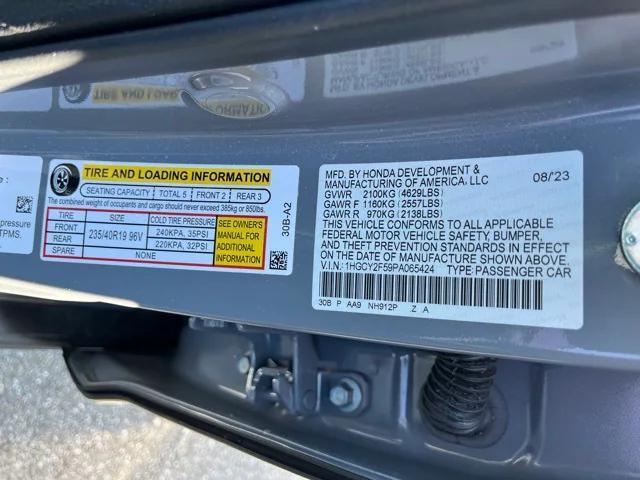 e :
pressure
TPMS.
TIRE AND LOADING INFORMATION
SEATING CAPACITY TOTAL 5 FRONT 2 REAR 3
The combined weight of occupants and cargo should never exceed 385kg or 850lbs.
TIRE SIZE COLD TIRE PRESSURE
FRONT 235/40R19 96V 240KPA, 35PSI
REAR 220KPA, 32PSI
SPARE NONE
SEE OWNER'S
MANUAL FOR
ADDITIONAL
INFORMATION
30B-A2
MFD. BY HONDA DEVELOPMENT & 08/23
MANUFACTURING OF AMERICA, LLC
GVWR 2100KG (4629LBS)
GAWR F 1160KG (2557LBS)
GAWR R 970KG (2138LBS)
THIS VEHICLE CONFORMS TO ALL APPLICABLE
FEDERAL MOTOR VEHICLE SAFETY, BUMPER,
AND THEFT PREVENTION STANDARDS IN EFFECT
ON THE DATE OF MANUFACTURE SHOWN ABOVE.
V.I.N.: 1HGCY2F59PA065424 TYPE: PASSENGER CAR
30B P AA9 NH912P .Z .A